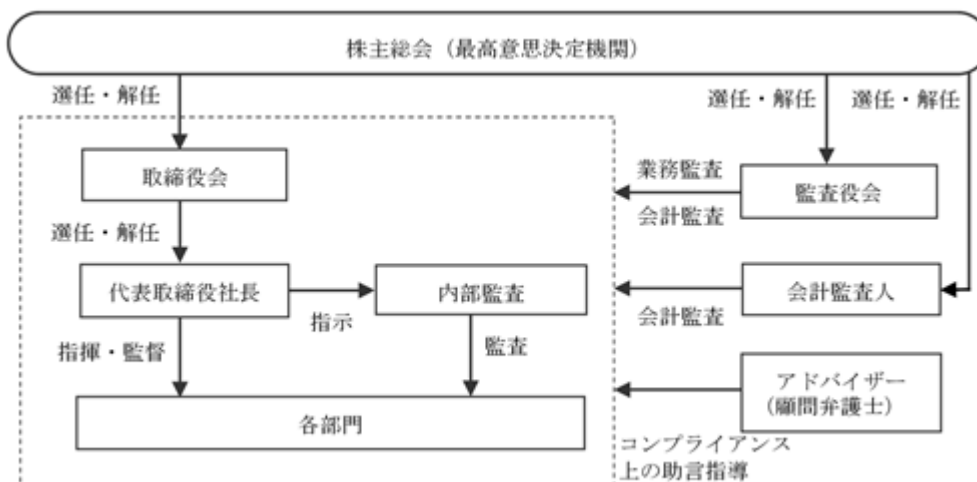 株主総会（最高意思決定機関）
選任・解任
選任・解任
選任・解任
取締役会
業務監査
会計監査
監査役会
選任・解任
代表取締役社長
指示
内部監査
会計監査
会計監査人
指揮・監督
監査
アドバイザー
（顧問弁護士）
各部門
コンプライアンス
上の助言指導